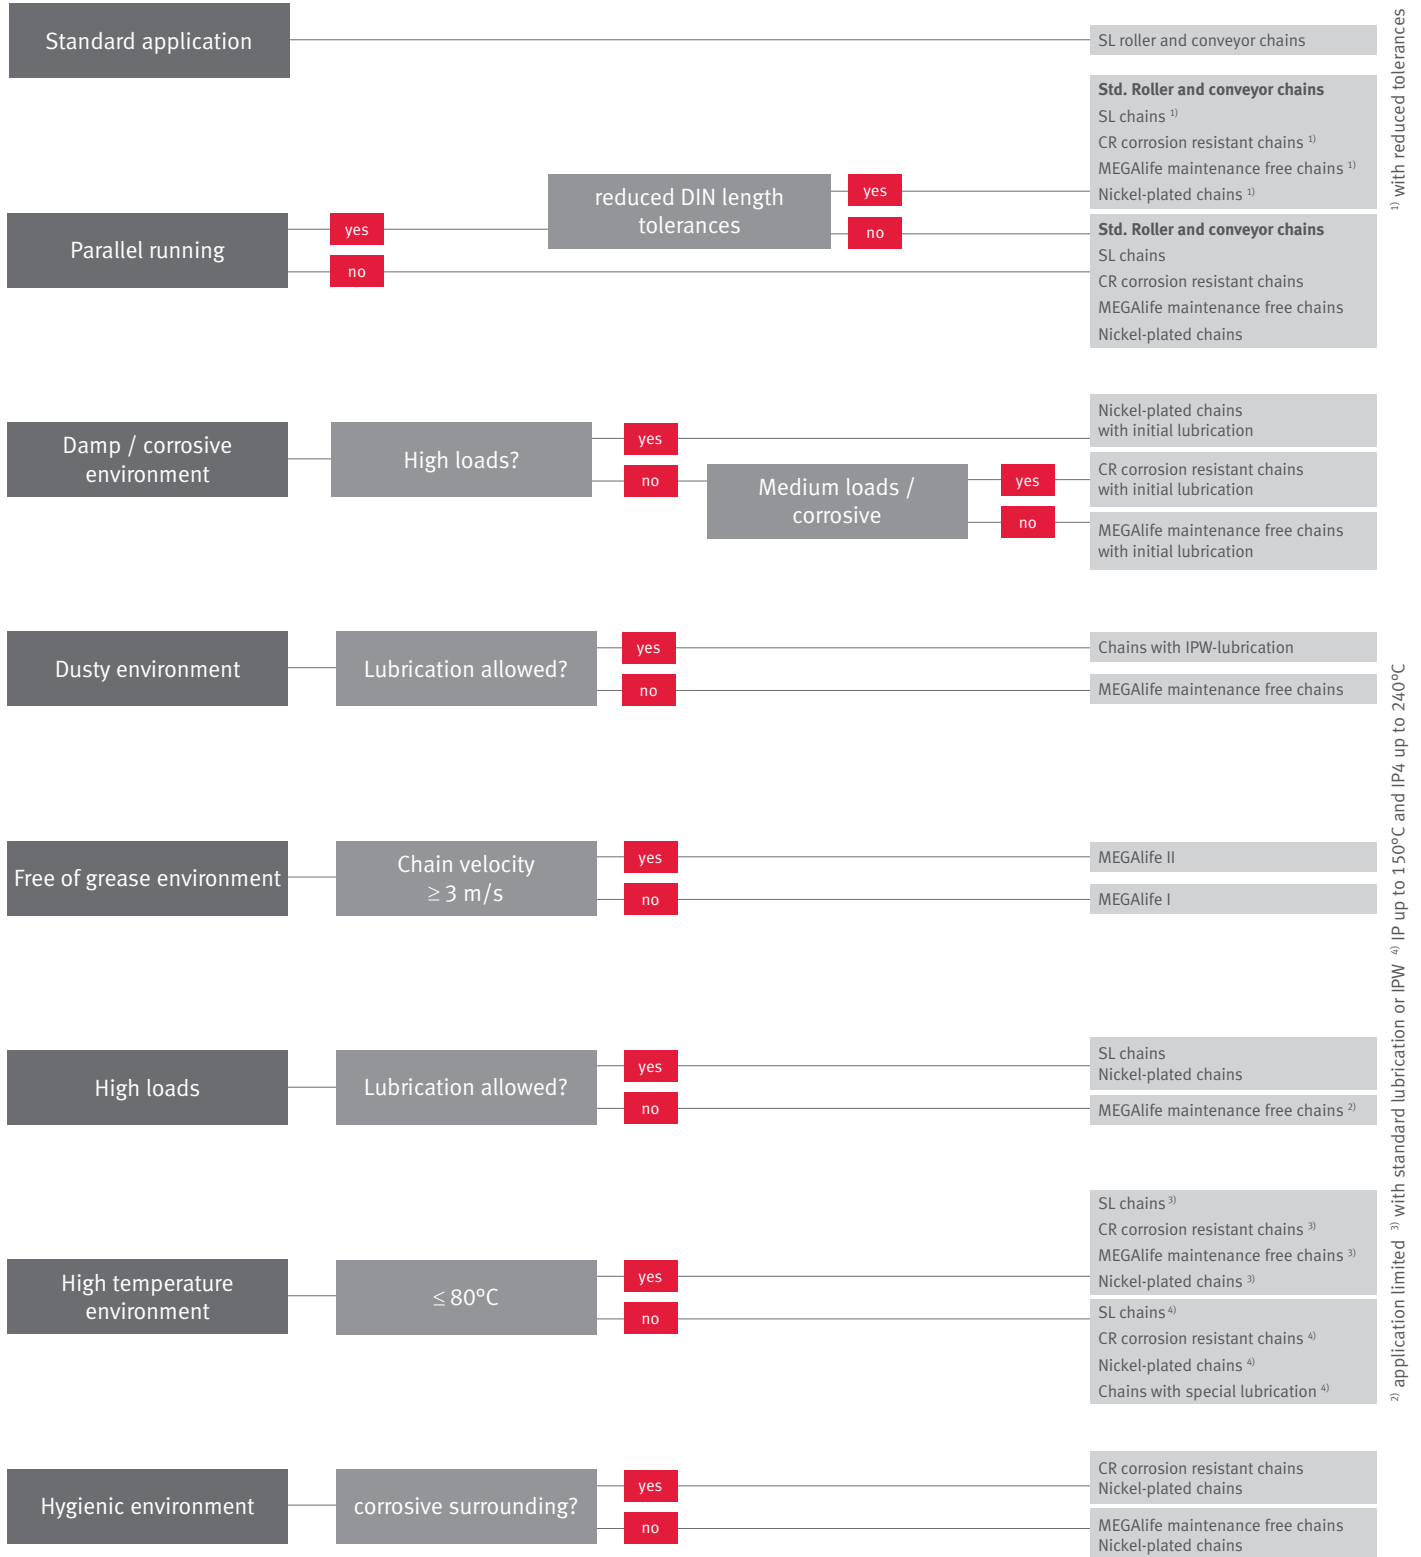 Standard application
SL roller and conveyor chains
Std. Roller and conveyor chains
SL chains 1)
CR corrosion resistant chains 1)
MEGAlife maintenance free chains 1)
Nickel-plated chains 1)
Parallel running
yes
no
reduced DIN length
tolerances
yes
no
Std. Roller and conveyor chains
SL chains
CR corrosion resistant chains
MEGAlife maintenance free chains
Nickel-plated chains
1) with reduced tolerances
Damp / corrosive
environment
High loads?
yes
no
Medium loads /
corrosive
yes
no
Nickel-plated chains
with initial lubrication
CR corrosion resistant chains
with initial lubrication
MEGAlife maintenance free chains
with initial lubrication
Dusty environment
Lubrication allowed?
yes
no
Chains with IPW-lubrication
MEGAlife maintenance free chains
Free of grease environment
Chain velocity
≥ 3 m/s
yes
no
MEGAlife II
MEGAlife I
High loads
Lubrication allowed?
yes
no
SL chains
Nickel-plated chains
MEGAlife maintenance free chains 2)
High temperature
environment
≤ 80°C
yes
no
SL chains 3)
CR corrosion resistant chains 3)
MEGAlife maintenance free chains 3)
Nickel-plated chains 3)
SL chains 4)
CR corrosion resistant chains 4)
Nickel-plated chains 4)
Chains with special lubrication 4)
Hygienic environment
corrosive surrounding?
yes
no
CR corrosion resistant chains
Nickel-plated chains
MEGAlife maintenance free chains
Nickel-plated chains
2) application limited 3) with standard lubrication or IPW 4) IP up to 150°C and IP4 up to 240°C